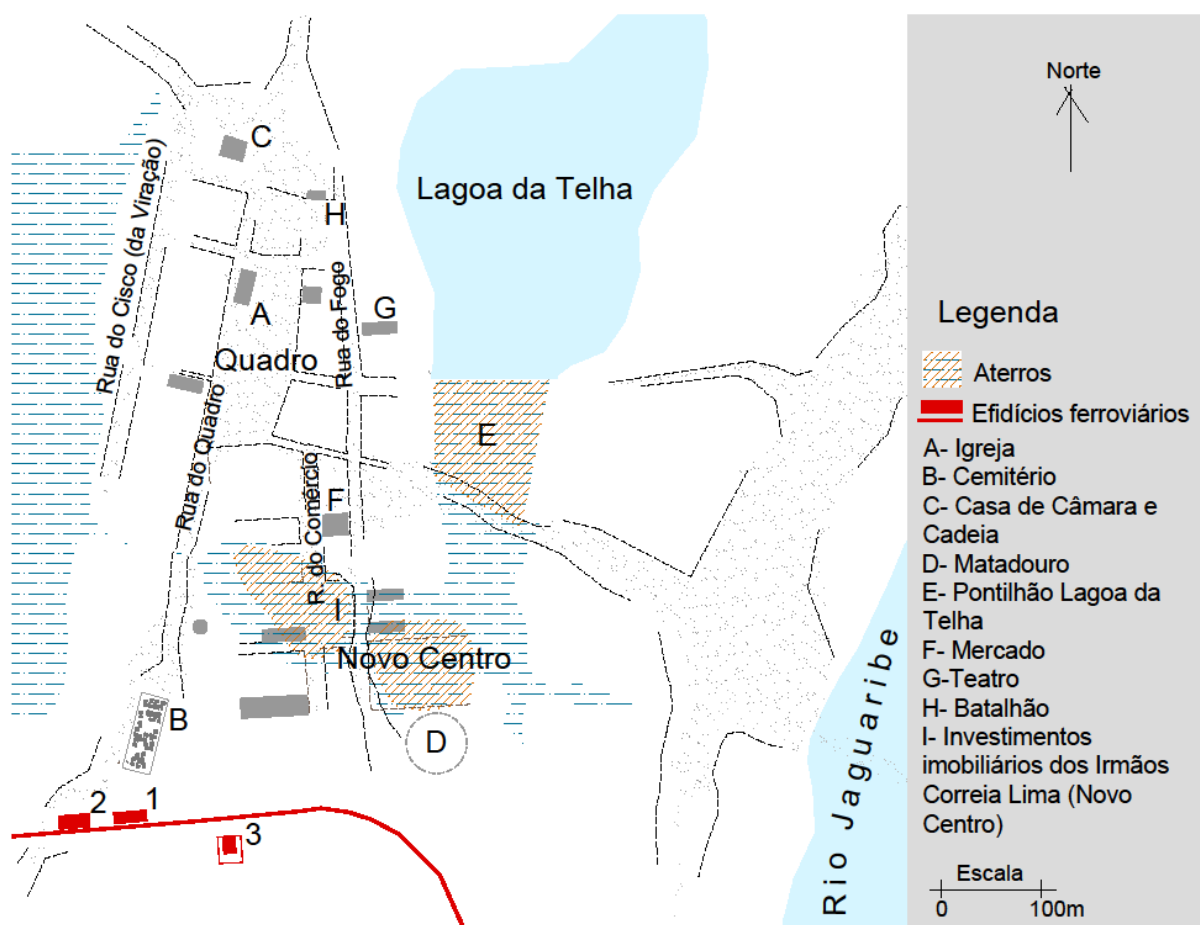 Norte
C
Lagoa da Telha
H
Rua do Cisco (da Viração)
A
Rua do Fogo
G
Quadro
Legenda
Aterros
Efidícios ferroviários
E
Rua do Quadro
R. do Comércio
F
A- Igreja
B- Cemitério
C- Casa de Câmara e
Cadeia
D- Matadouro
E- Pontilhão Lagoa da
Telha
F- Mercado
G-Teatro
H- Batalhão
I- Investimentos
imobiliários dos Irmãos
Correia Lima (Novo
Centro)
I
Novo Centro
B
D
Rio Jaguaribe
2
1
3
Escala
0
100m